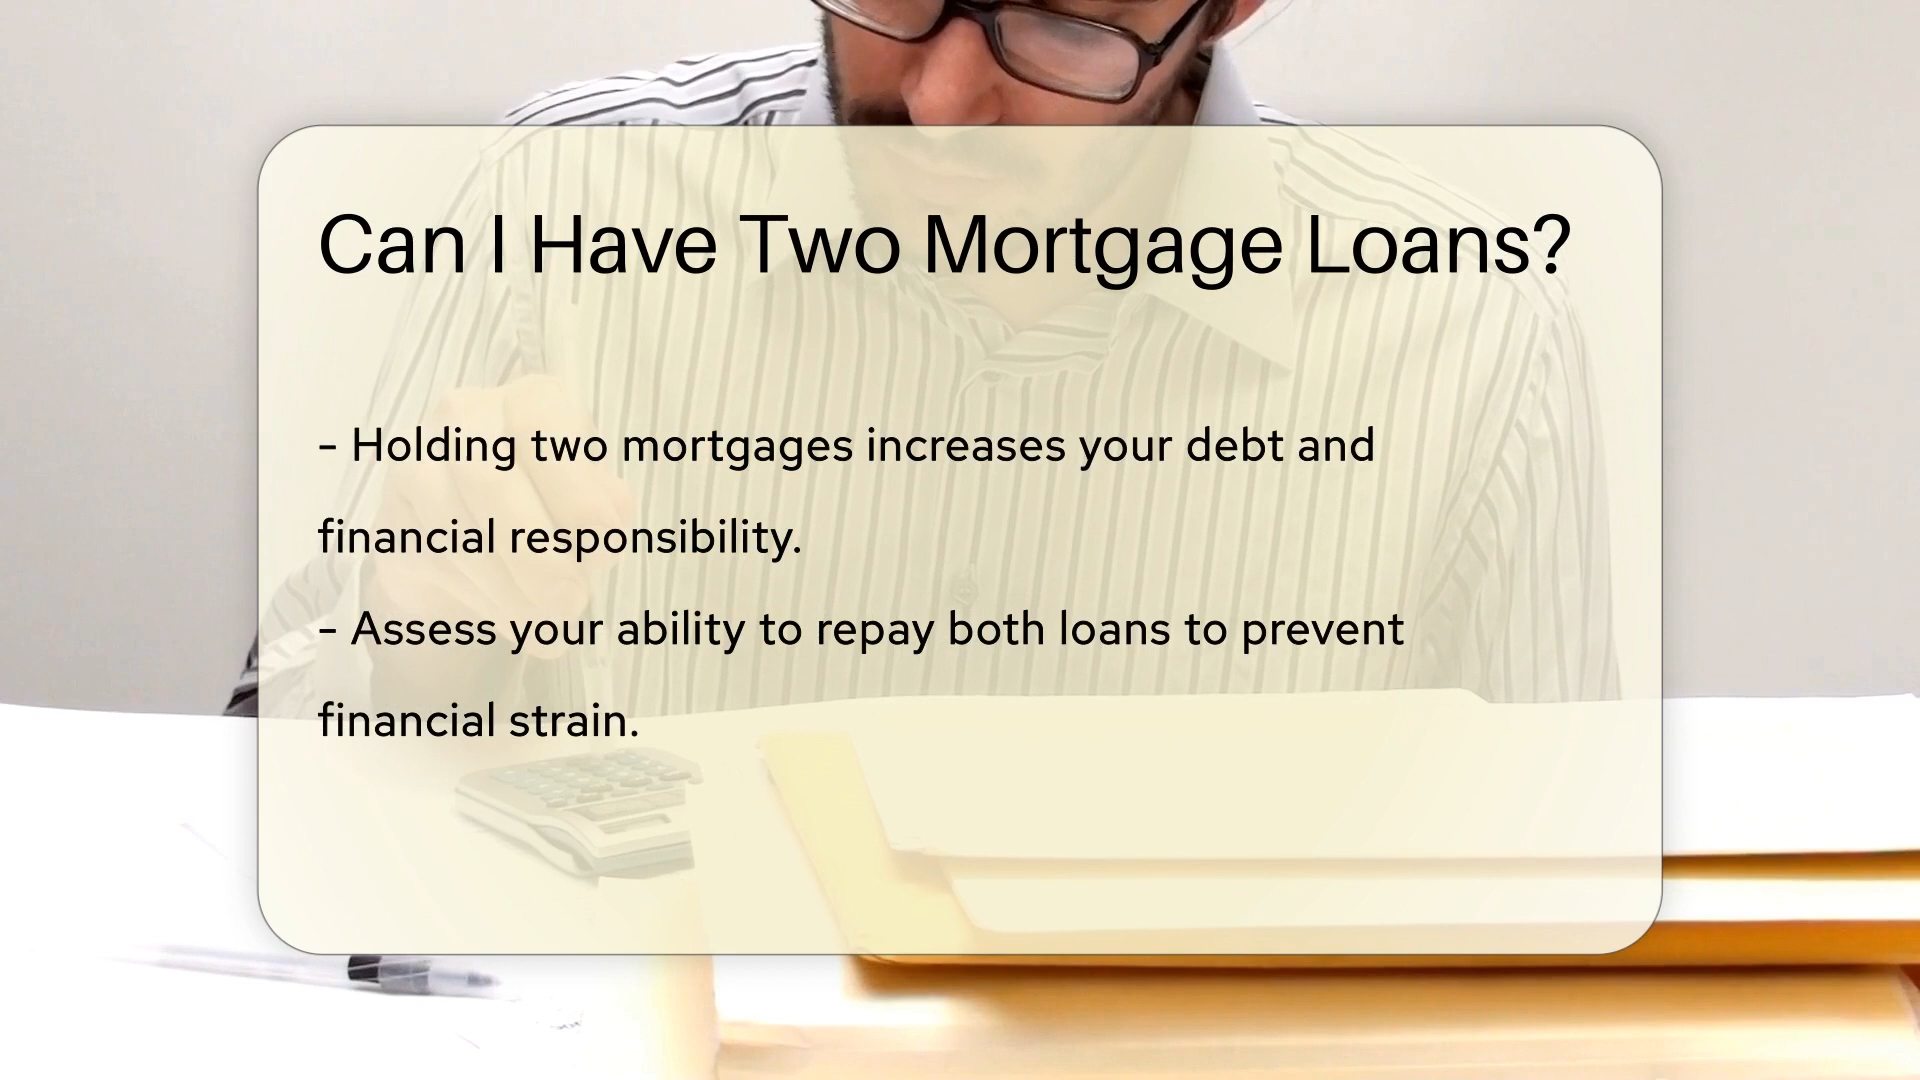 Can I Have Two Mortgage Loans?
- Holding two mortgages increases your debt and
financial responsibility.
- Assess your ability to repay both loans to prevent
financial strain.